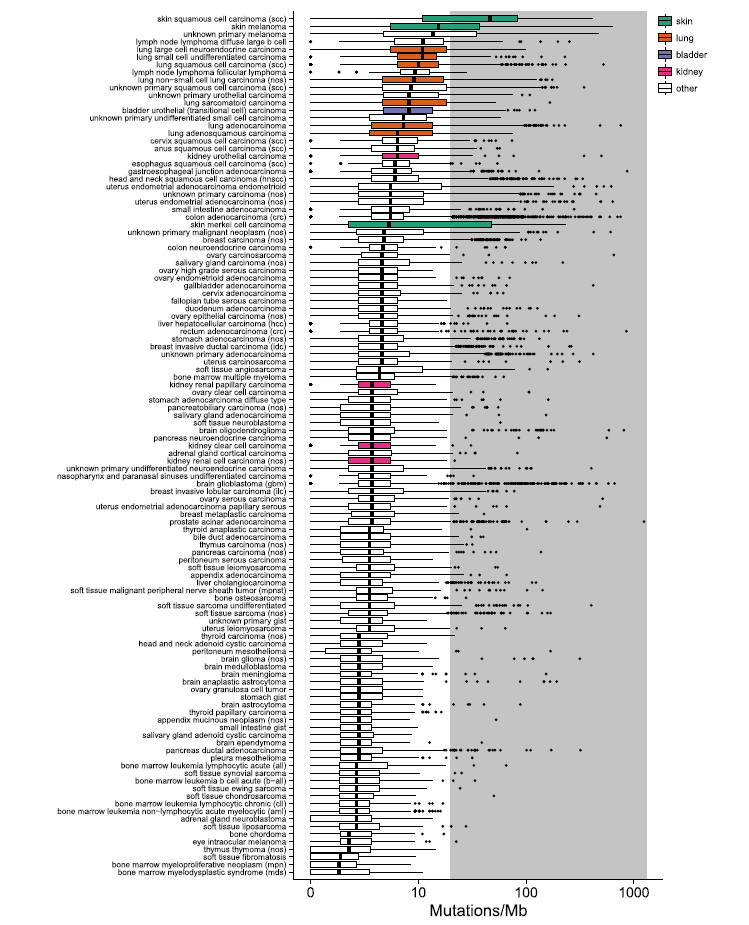 skin squamous cell carcinoma (scc)
skin melanoma
unknown primary melanoma
lymph node lymphoma diffuse large b cell
lung large cell neuroendocrine carcinoma
lung small cell undifferentiated carcinoma
lung squamous cell carcinoma (scc)
lymph node lymphoma follicular lymphoma
lung non-small cell lung carcinoma (nos)
unknown primary squamous cell carcinoma (scc)
unknown primary urothelial carcinoma
lung sarcomatoid carcinoma
bladder urothelial (transitional cell) carcinoma
unknown primary undifferentiated small cell carcinoma
lung adenocarcinoma
lung adenosquamous carcinoma
cervix squamous cell carcinoma (scc)
anus squamous cell carcinoma (scc)
kidney urothelial carcinoma
esophagus squamous cell carcinoma (scc)
gastroesophageal junction adenocarcinoma
head and neck squamous cell carcinoma (hnscc)
uterus endometrial adenocarcinoma endometrioid
unknown primary carcinoma (nos)
uterus endometrial adenocarcinoma (nos)
small intestine adenocarcinoma
colon adenocarcinoma (crc)
skin merkel cell carcinoma
unknown primary malignant neoplasm (nos)
breast carcinoma (nos)
colon neuroendocrine carcinoma
ovary carcinosarcoma
salivary gland carcinoma (nos)
ovary high grade serous carcinoma
ovary endometrioid adenocarcinoma
gallbladder adenocarcinoma
cervix adenocarcinoma
fallopian tube serous carcinoma
duodenum adenocarcinoma
ovary epithelial carcinoma (nos)
liver hepatocellular carcinoma (hcc)
rectum adenocarcinoma (crc)
stomach adenocarcinoma (nos)
breast invasive ductal carcinoma (idc)
unknown primary adenocarcinoma
uterus carcinosarcoma
soft tissue angiosarcoma
bone marrow multiple myeloma
kidney renal papillary carcinoma
ovary clear cell carcinoma
stomach adenocarcinoma diffuse type
pancreatobiliary carcinoma (nos)
salivary gland adenocarcinoma
soft tissue neuroblastoma
brain oligodendroglioma
pancreas neuroendocrine carcinoma
kidney clear cell carcinoma
adrenal gland cortical carcinoma
kidney renal cell carcinoma (nos)
unknown primary undifferentiated neuroendocrine carcinoma
nasopharynx and paranasal sinuses undifferentiated carcinoma
brain glioblastoma (gbm)
breast invasive lobular carcinoma (ilc)
ovary serous carcinoma
uterus endometrial adenocarcinoma papillary serous
breast metaplastic carcinoma
prostate acinar adenocarcinoma
thyroid anaplastic carcinoma
bile duct adenocarcinoma
thymus carcinoma (nos)
pancreas carcinoma (nos)
peritoneum serous carcinoma
soft tissue leiomyosarcoma
appendix adenocarcinoma
liver cholangiocarcinoma
soft tissue malignant peripheral nerve sheath tumor (mpnst)
bone osteosarcoma
soft tissue sarcoma undifferentiated
soft tissue sarcoma (nos)
unknown primary gist
uterus leiomyosarcoma
thyroid carcinoma (nos)
head and neck adenoid cystic carcinoma
peritoneum mesothelioma
brain glioma (nos)
brain medulloblastoma
brain meningioma
brain anaplastic astrocytoma
ovary granulosa cell tumor
stomach gist
brain astrocytoma
thyroid papillary carcinoma
appendix mucinous neoplasm (nos)
small intestine gist
salivary gland adenoid cystic carcinoma
brain ependymoma
pancreas ductal adenocarcinoma
pleura mesothelioma
bone marrow leukemia lymphocytic acute (all)
soft tissue synovial sarcoma
bone marrow leukemia b cell acute (b-all)
soft tissue ewing sarcoma
soft tissue chondrosarcoma
bone marrow leukemia lymphocytic chronic (cll)
bone marrow leukemia non-lymphocytic acute myelocytic (aml)
adrenal gland neuroblastoma
soft tissue liposarcoma
bone chordoma
eye intraocular melanoma
thymus thymoma (nos)
soft tissue fibromatosis
bone marrow myeloproliferative neoplasm (mpn)
bone marrow myelodysplastic syndrome (mds)
0 10 100 1000
Mutations/Mb
skin
lung
bladder
kidney
other